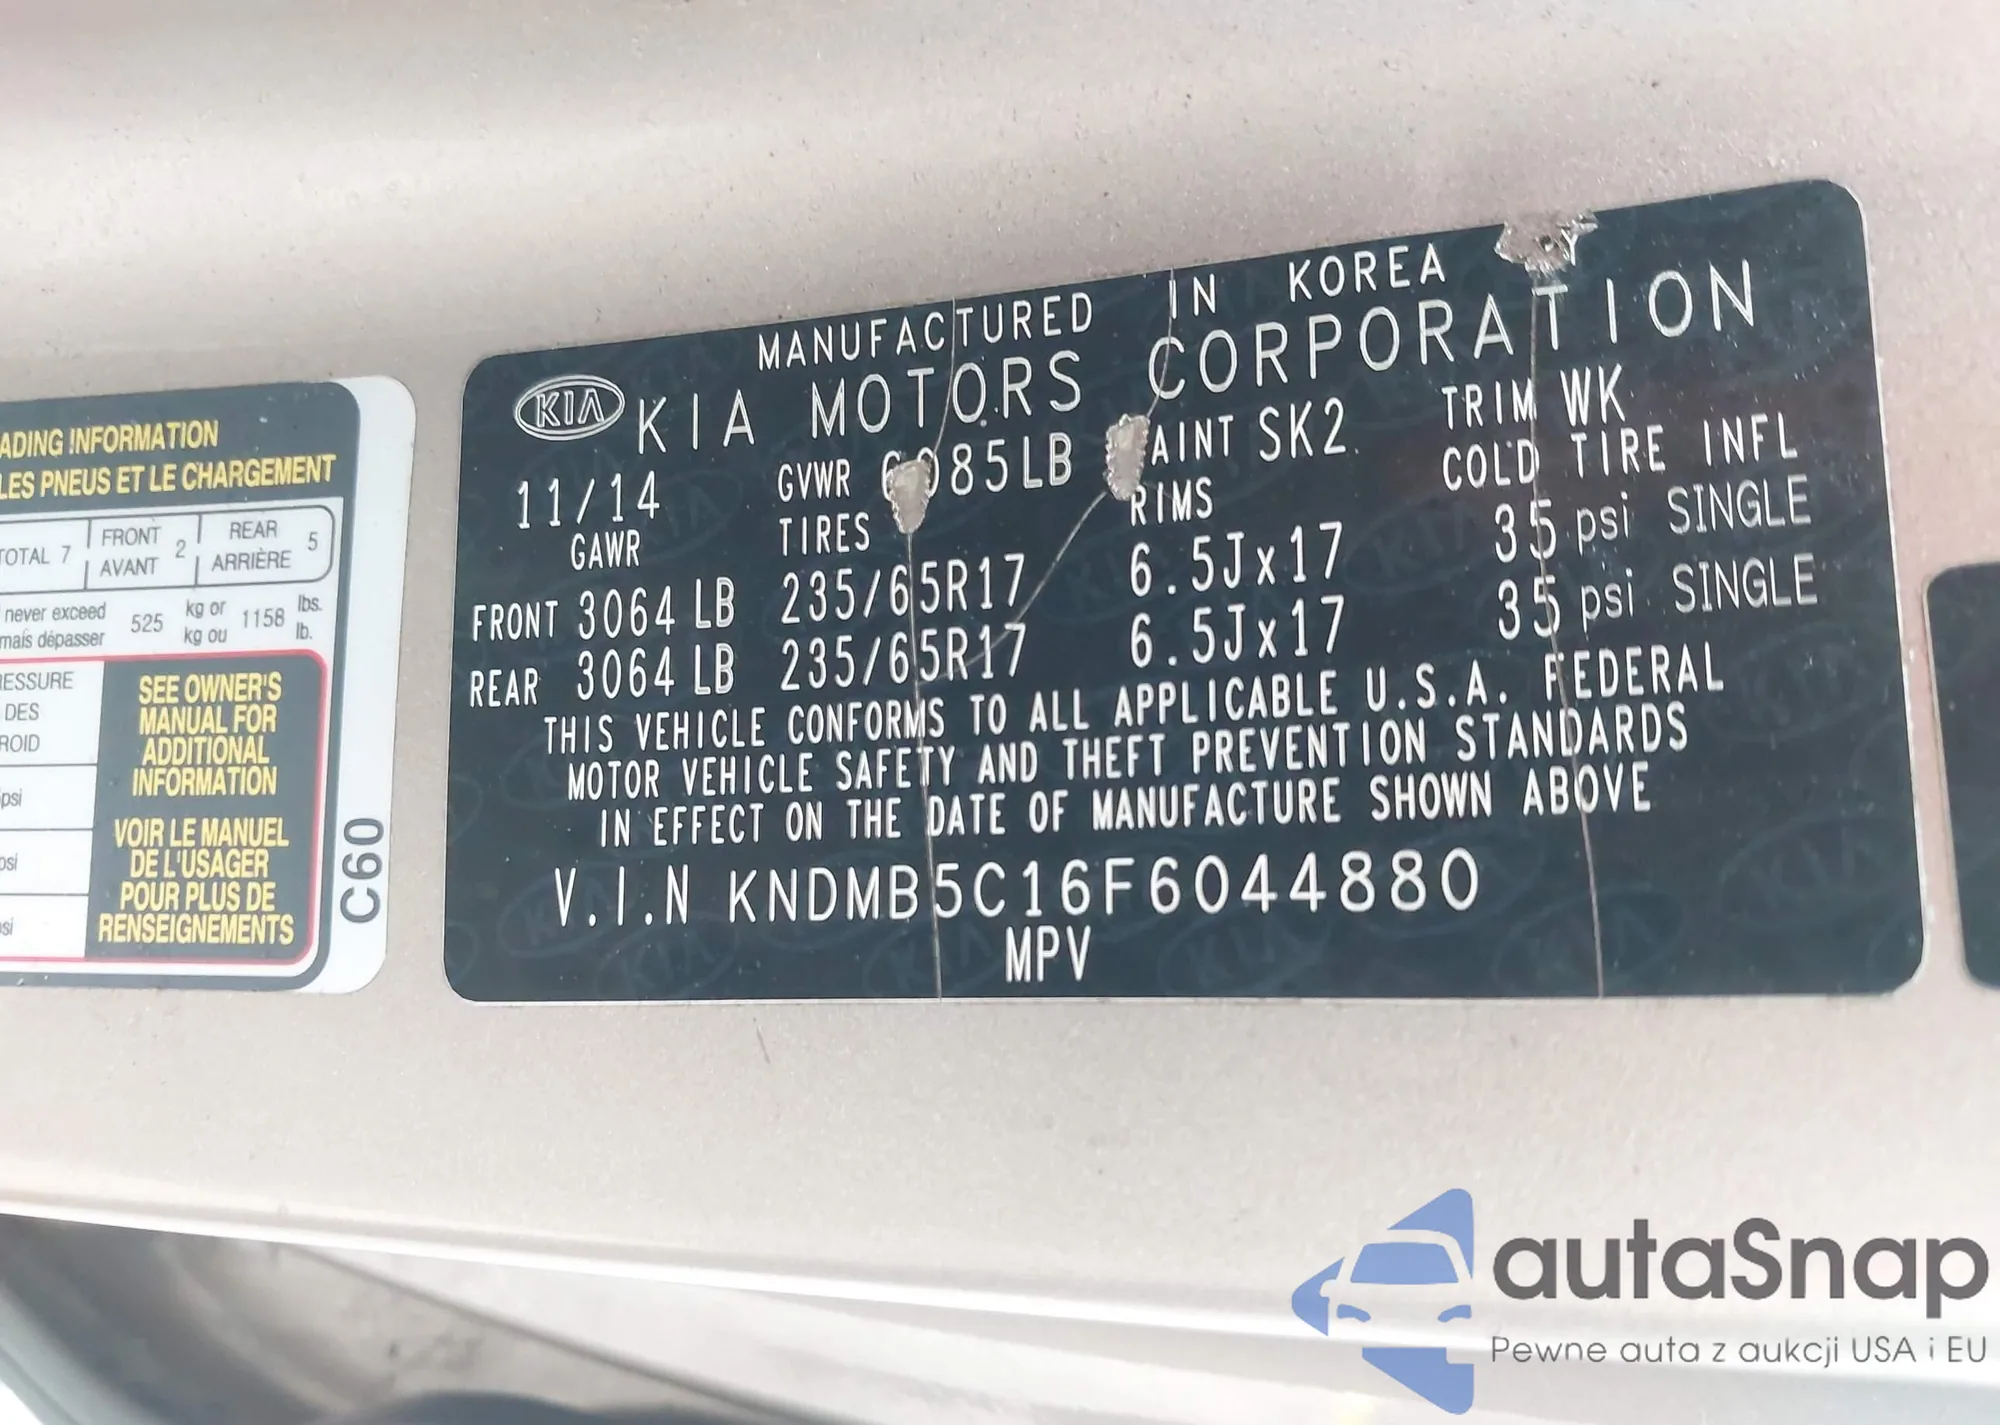 ADING INFORMATION
LES PNEUS ET LE CHARGEMENT
TOTAL 7 FRONT AVANT 2 REAR ARRIÈRE 5
never exceed 525 kg or 1158 lbs.
mais dépasser kg ou lb.
RESSURE
DES
ROID
psi
psi
psi
SEE OWNER'S
MANUAL FOR
ADDITIONAL
INFORMATION
VOIR LE MANUEL
DE L'USAGER
POUR PLUS DE
RENSEIGNEMENTS
C60
MANUFACTURED IN KOREA BY
KIA KIA MOTORS CORPORATION
11/14 GVWR 85LB AINT SK2 TRIM WK
GAWR TIRES RIMS COLD TIRE INFL
FRONT 3064 LB 235/65R17 6.5Jx17 35 psi SINGLE
REAR 3064 LB 235/65R17 6.5Jx17 35 psi SINGLE
THIS VEHICLE CONFORMS TO ALL APPLICABLE U.S.A. FEDERAL
MOTOR VEHICLE SAFETY AND THEFT PREVENTION STANDARDS
IN EFFECT ON THE DATE OF MANUFACTURE SHOWN ABOVE
V.I.N KNDMB5C16F6044880
MPV
autaSnap
Pewne auta z aukcji USA i EU